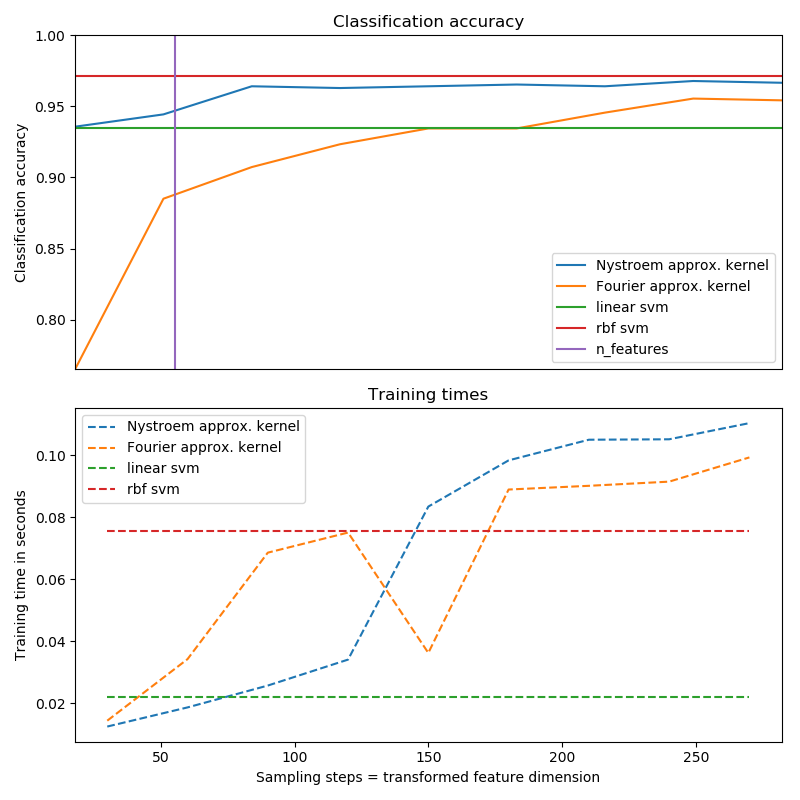 Classification accuracy
1.00
0.95
0.90
0.85
0.80
Classification accuracy
Nystroem approx. kernel
Fourier approx. kernel
linear svm
rbf svm
n_features
Training times
Nystroem approx. kernel
Fourier approx. kernel
linear svm
rbf svm
0.10
0.08
0.06
0.04
0.02
Training time in seconds
50 100 150 200 250
Sampling steps = transformed feature dimension